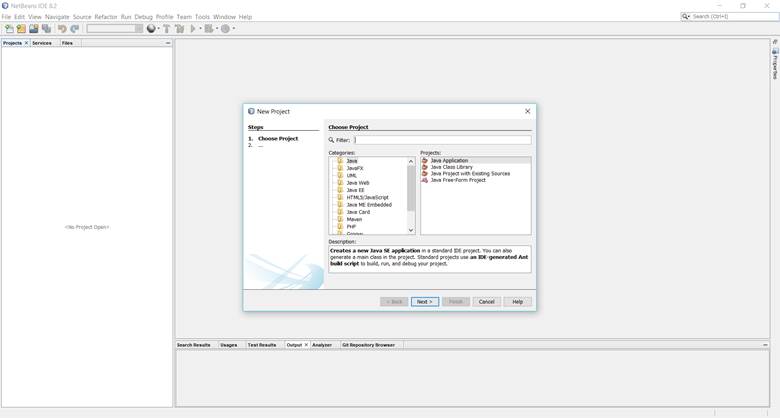 NetBeans IDE 8.2
File Edit View Navigate Source Refactor Run Debug Profile Team Tools Window Help
Search (Ctrl+I)
Projects Services Files
<No Project Open>
Properties
New Project
Steps
1. Choose Project
2. ...
Choose Project
Filter:
Categories:
Java
JavaFX
UML
Java Web
Java EE
HTML5/JavaScript
Java ME Embedded
Java Card
Maven
PHP
Groovy
Projects:
Java Application
Java Class Library
Java Project with Existing Sources
Java Free-Form Project
Description:
Creates a new Java SE application in a standard IDE project. You can also
generate a main class in the project. Standard projects use an IDE-generated Ant
build script to build, run, and debug your project.
< Back Next > Finish Cancel Help
Search Results Usages Test Results Output Analyzer Git Repository Browser